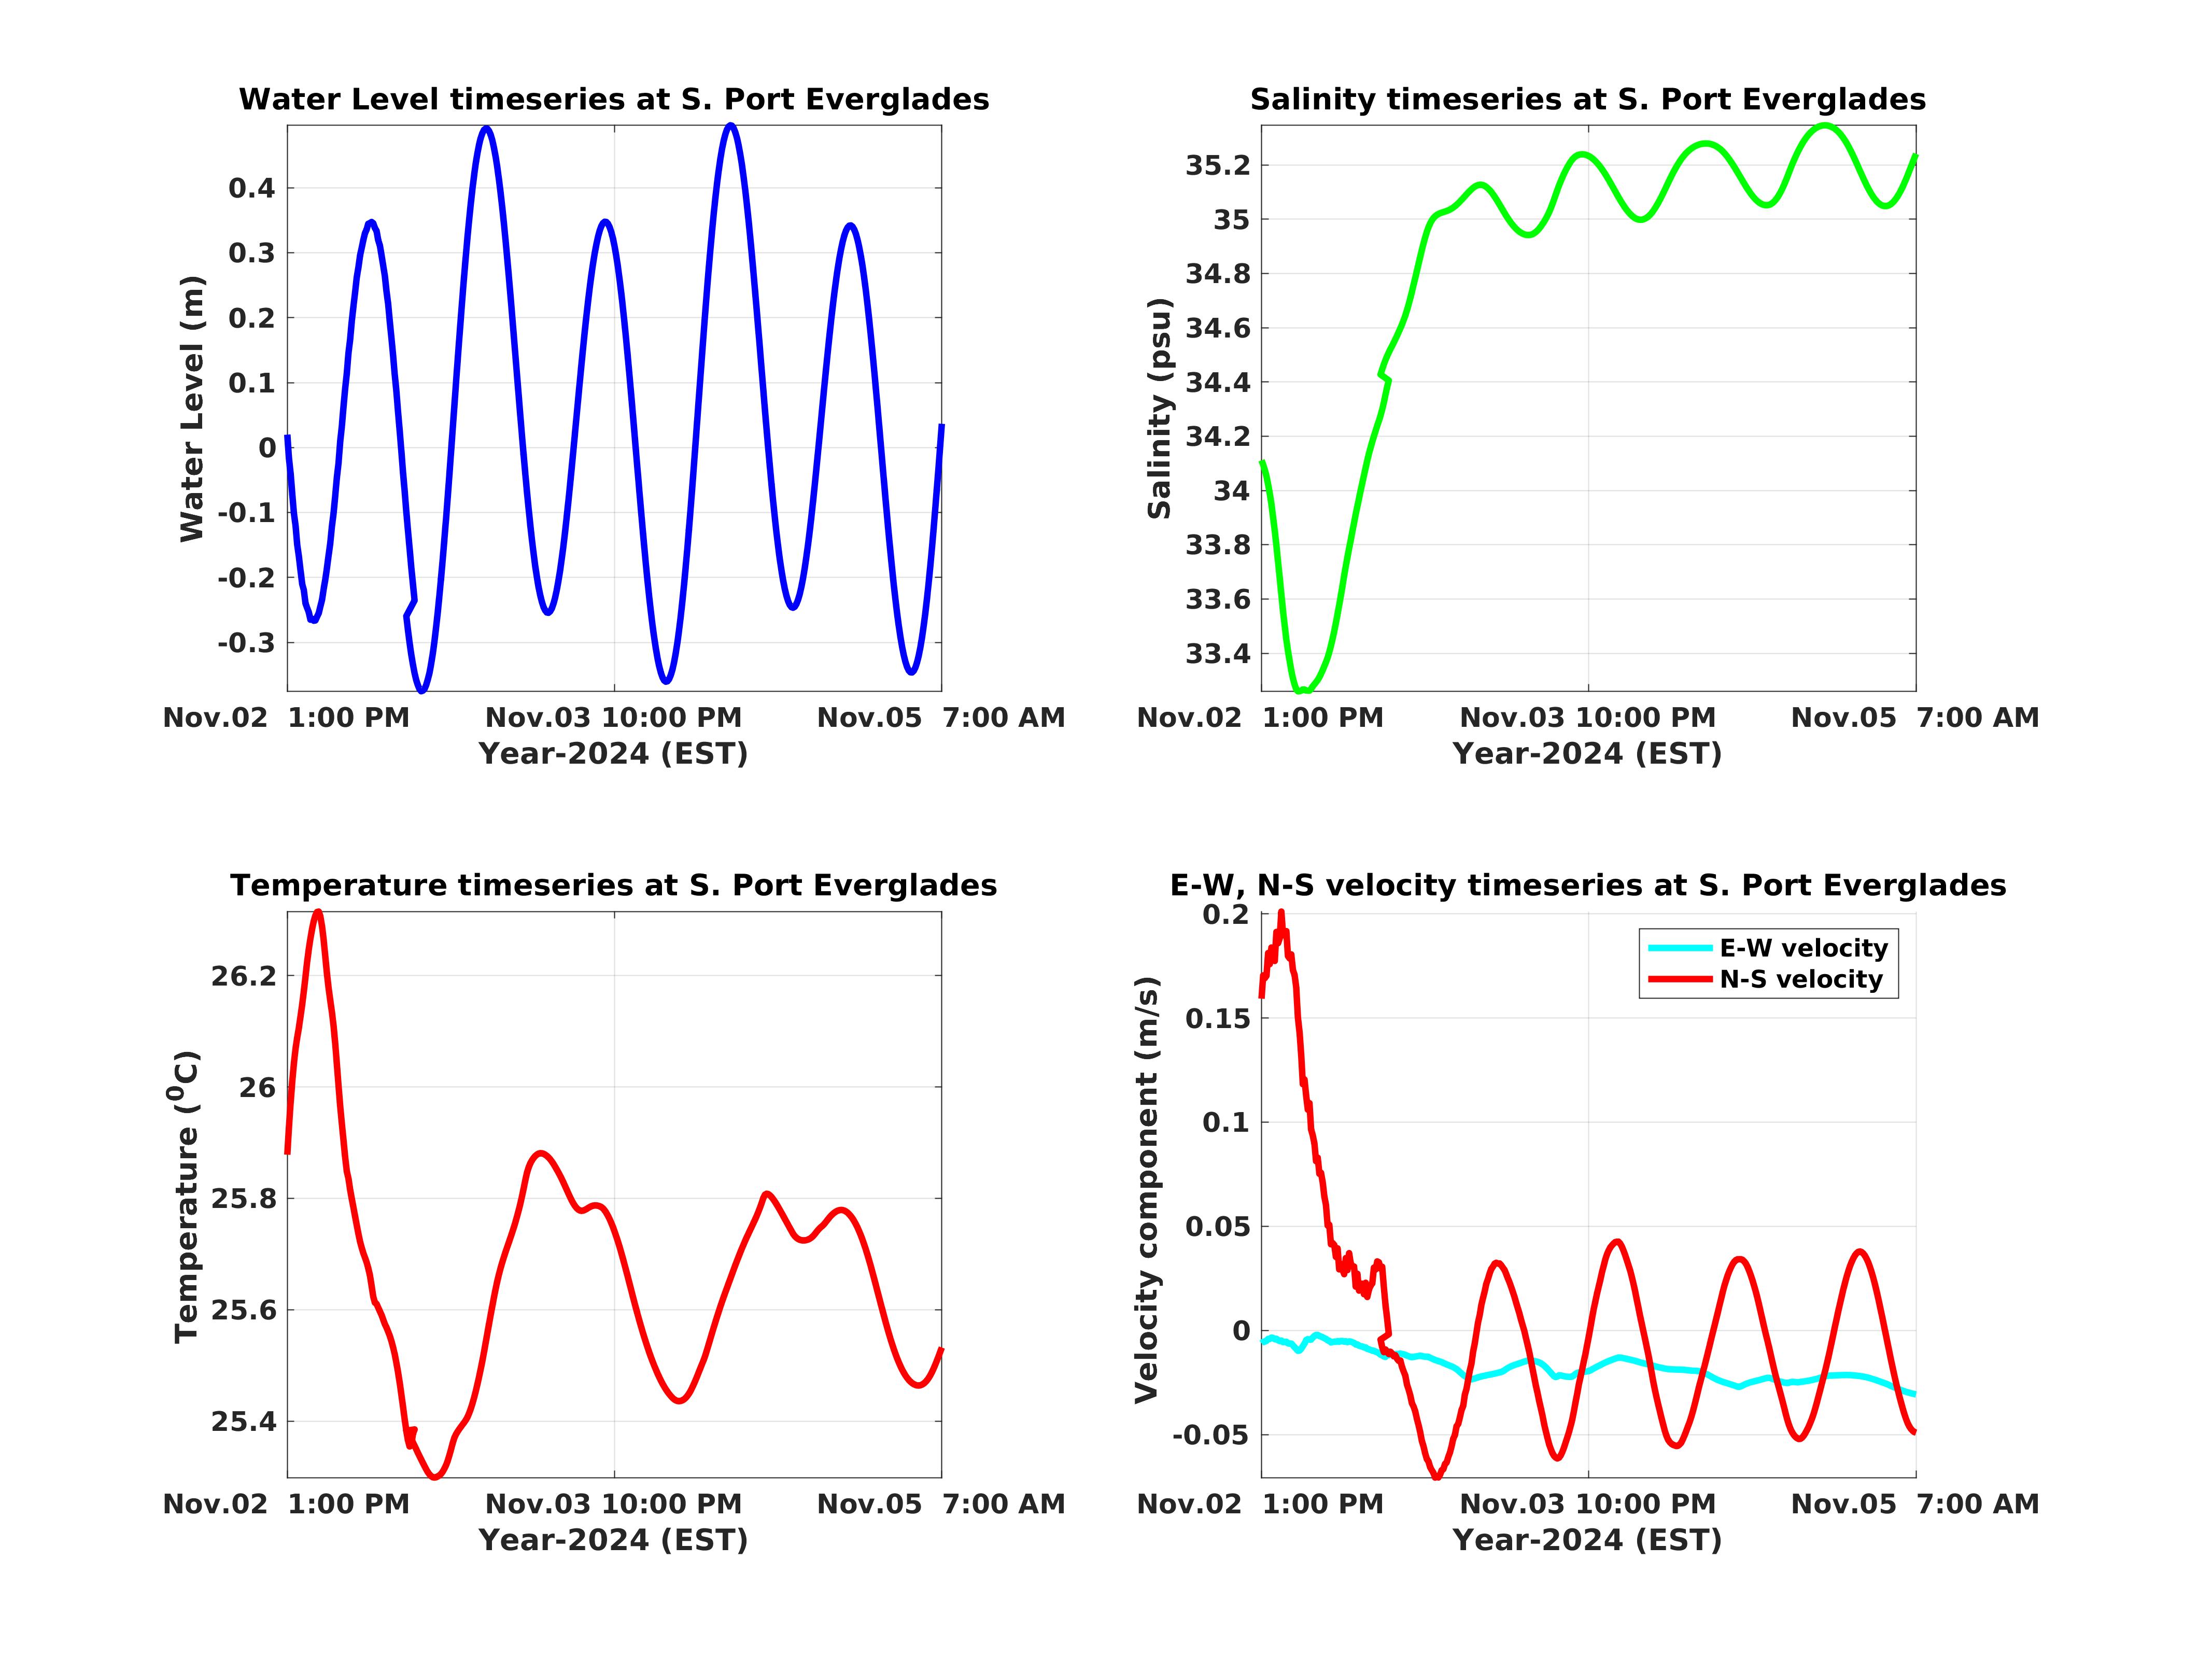 Water Level timeseries at S. Port Everglades
Water Level (m)
0.4
0.3
0.2
0.1
0
-0.1
-0.2
-0.3
Nov.02 1:00 PM Nov.03 10:00 PM Nov.05 7:00 AM
Year-2024 (EST)
Salinity timeseries at S. Port Everglades
Salinity (psu)
35.2
35
34.8
34.6
34.4
34.2
34
33.8
33.6
33.4
Nov.02 1:00 PM Nov.03 10:00 PM Nov.05 7:00 AM
Year-2024 (EST)
Temperature timeseries at S. Port Everglades
Temperature (⁰C)
26.2
26
25.8
25.6
25.4
Nov.02 1:00 PM Nov.03 10:00 PM Nov.05 7:00 AM
Year-2024 (EST)
E-W, N-S velocity timeseries at S. Port Everglades
Velocity component (m/s)
0.2
0.15
0.1
0.05
0
-0.05
E-W velocity
N-S velocity
Nov.02 1:00 PM Nov.03 10:00 PM Nov.05 7:00 AM
Year-2024 (EST)